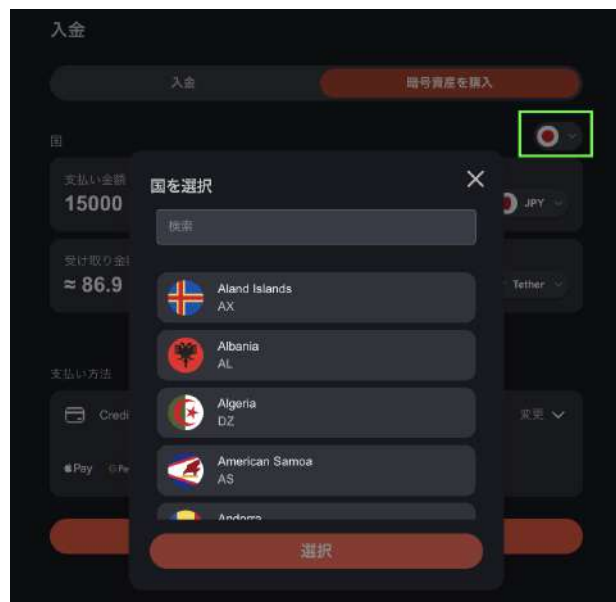 入金
入金
暗号資産を購入
国
支払い金額
15000
JPY
受け取り金
≈ 86.9
Tether
支払い方法
Credi
変更
Pay
国を選択
検索
Aland Islands
AX
Albania
AL
Algeria
DZ
American Samoa
AS
Andorra
選択